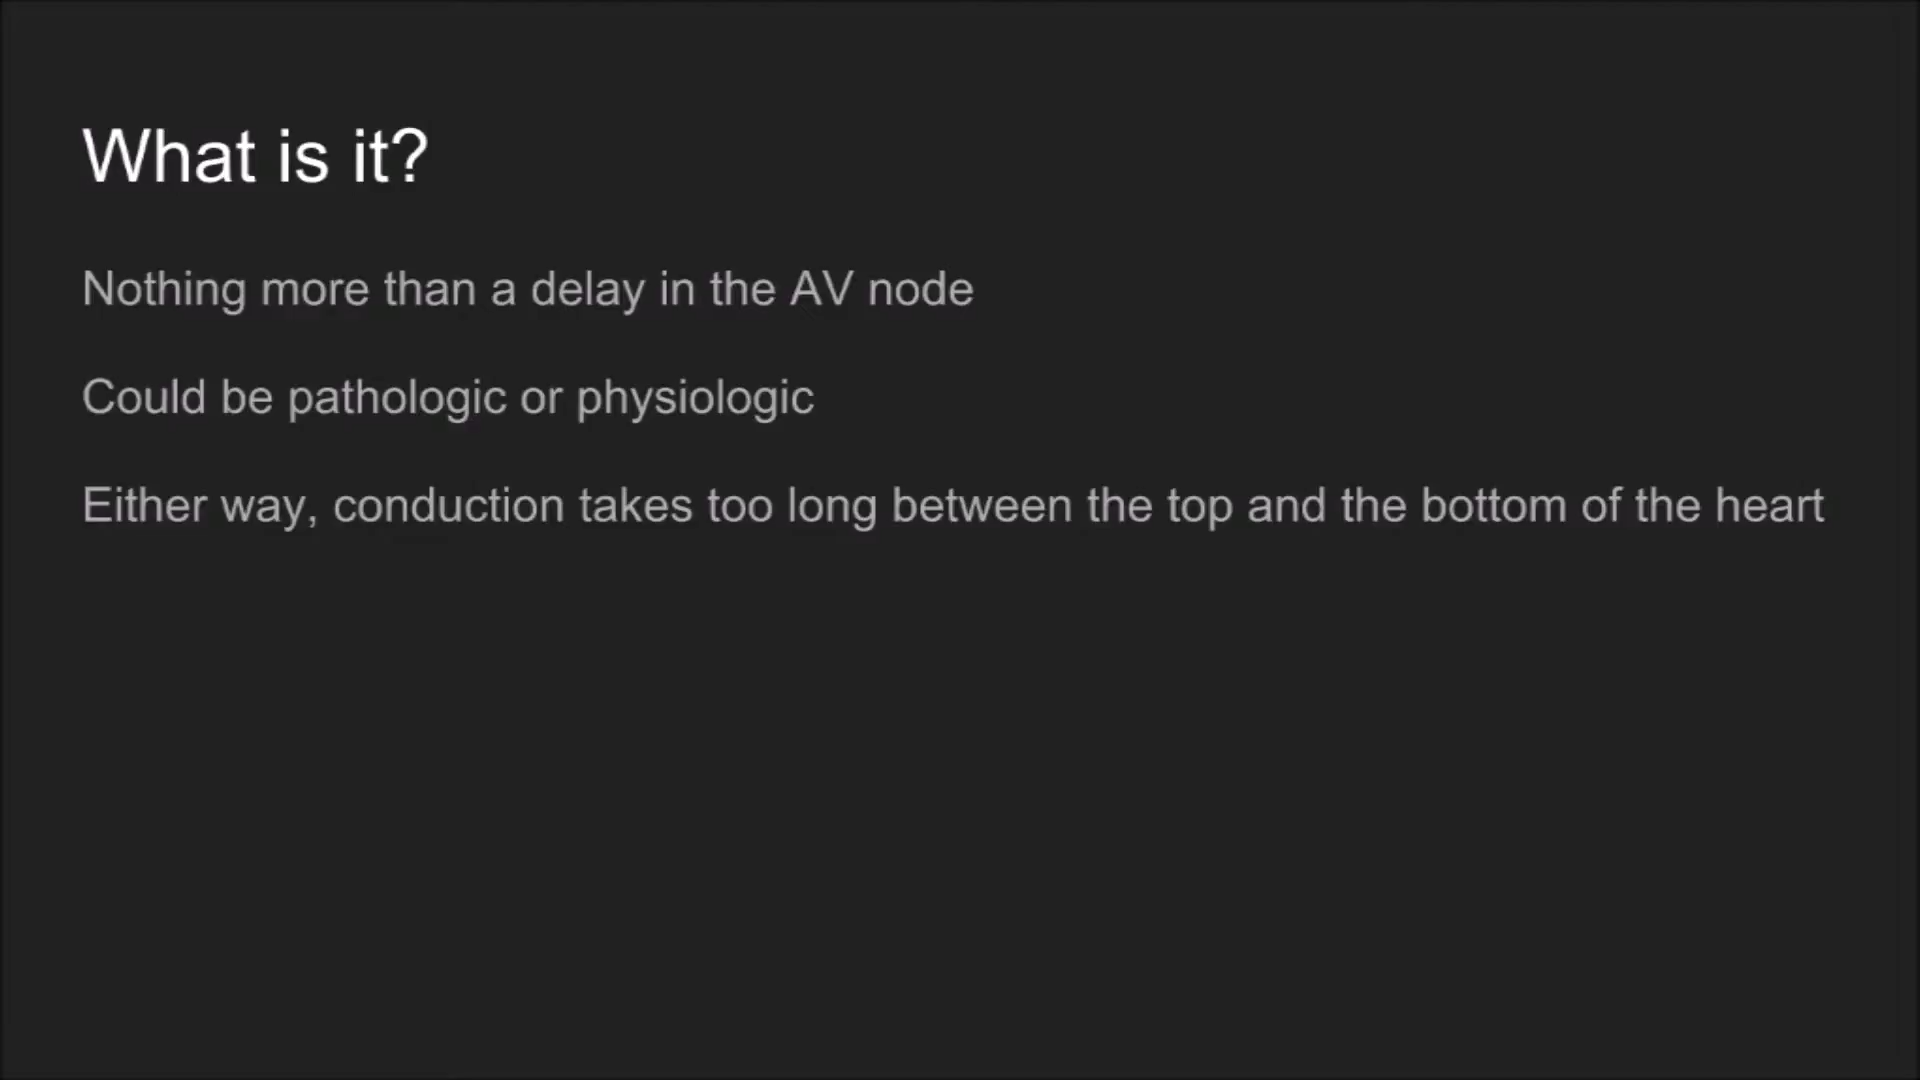 What is it?
Nothing more than a delay in the AV node
Could be pathologic or physiologic
Either way, conduction takes too long between the top and the bottom of the heart